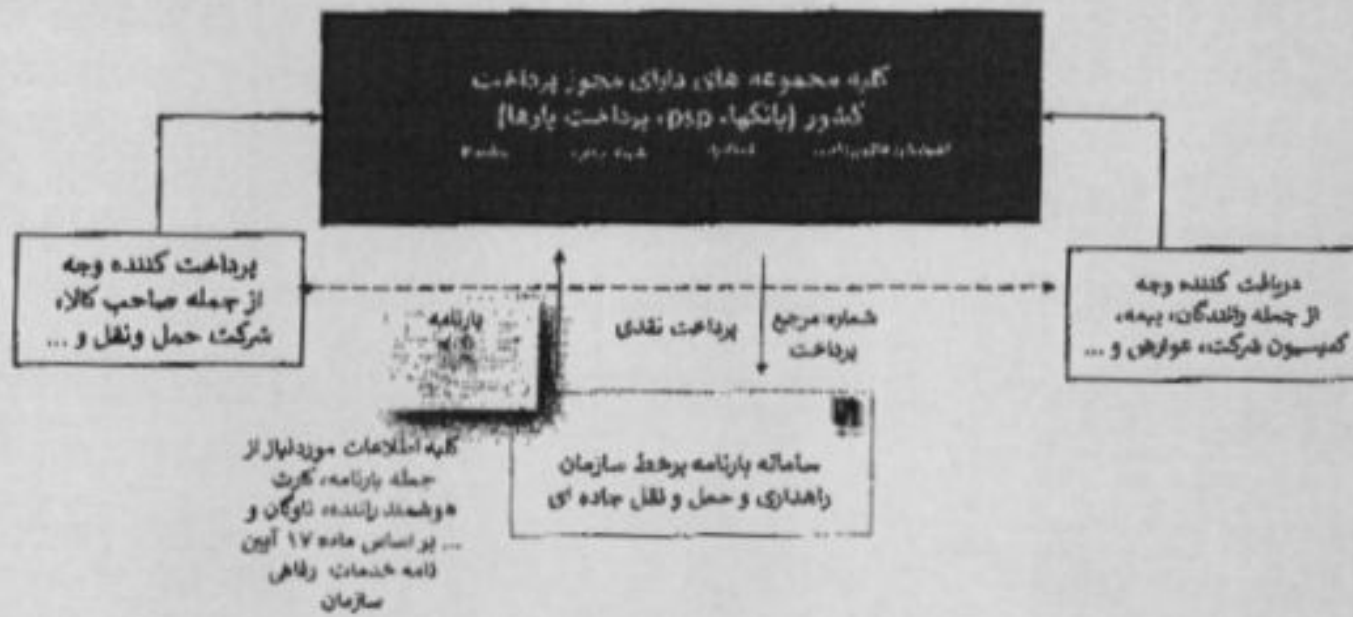 کلیه مجموعه های دارای مجوز پرداخت
کشور (بانکها، psp، پرداخت یارها)
پرداخت کننده وجه
از جمله صاحب کالا،
شرکت حمل و نقل و ...
دریافت کننده وجه
از جمله رانندگان، بیمه،
کمیسیون شرکت، عوارض و ...
بارنامه
پرداخت نقدی
شماره مرجع
پرداخت
کلیه اطلاعات موردنیاز از
جمله بارنامه، کارت
هوشمند راننده، ناوگان و
... بر اساس ماده ۱۷ آیین
نامه خدمات رفاهی
سازمان
سامانه بارنامه برخط سازمان
راهداری و حمل و نقل جاده ای